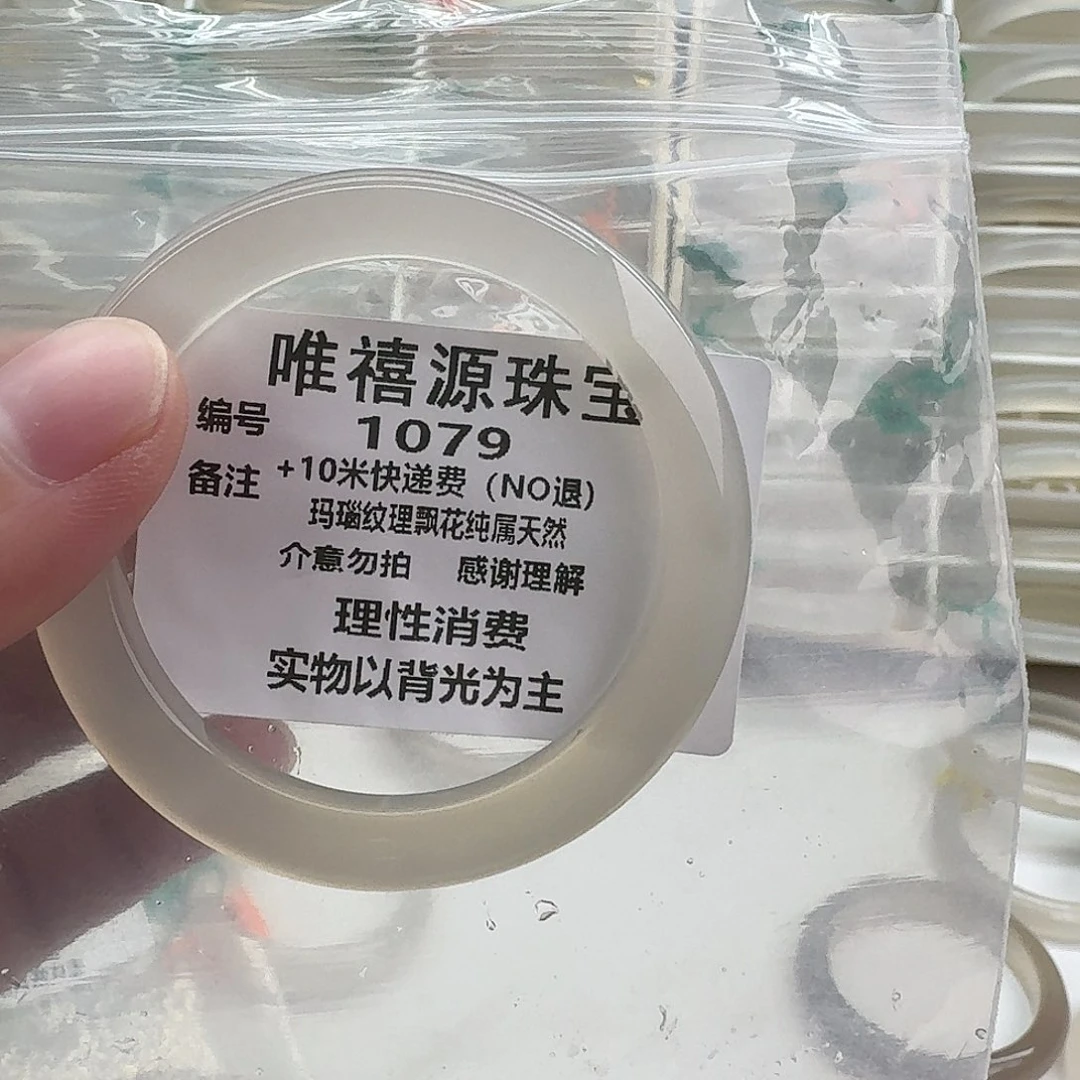 唯禧源珠宝
编号 1079
备注 +10米快递费（NO退）
玛瑙纹理飘花纯属天然
介意勿拍 感谢理解
理性消费
实物以背光为主